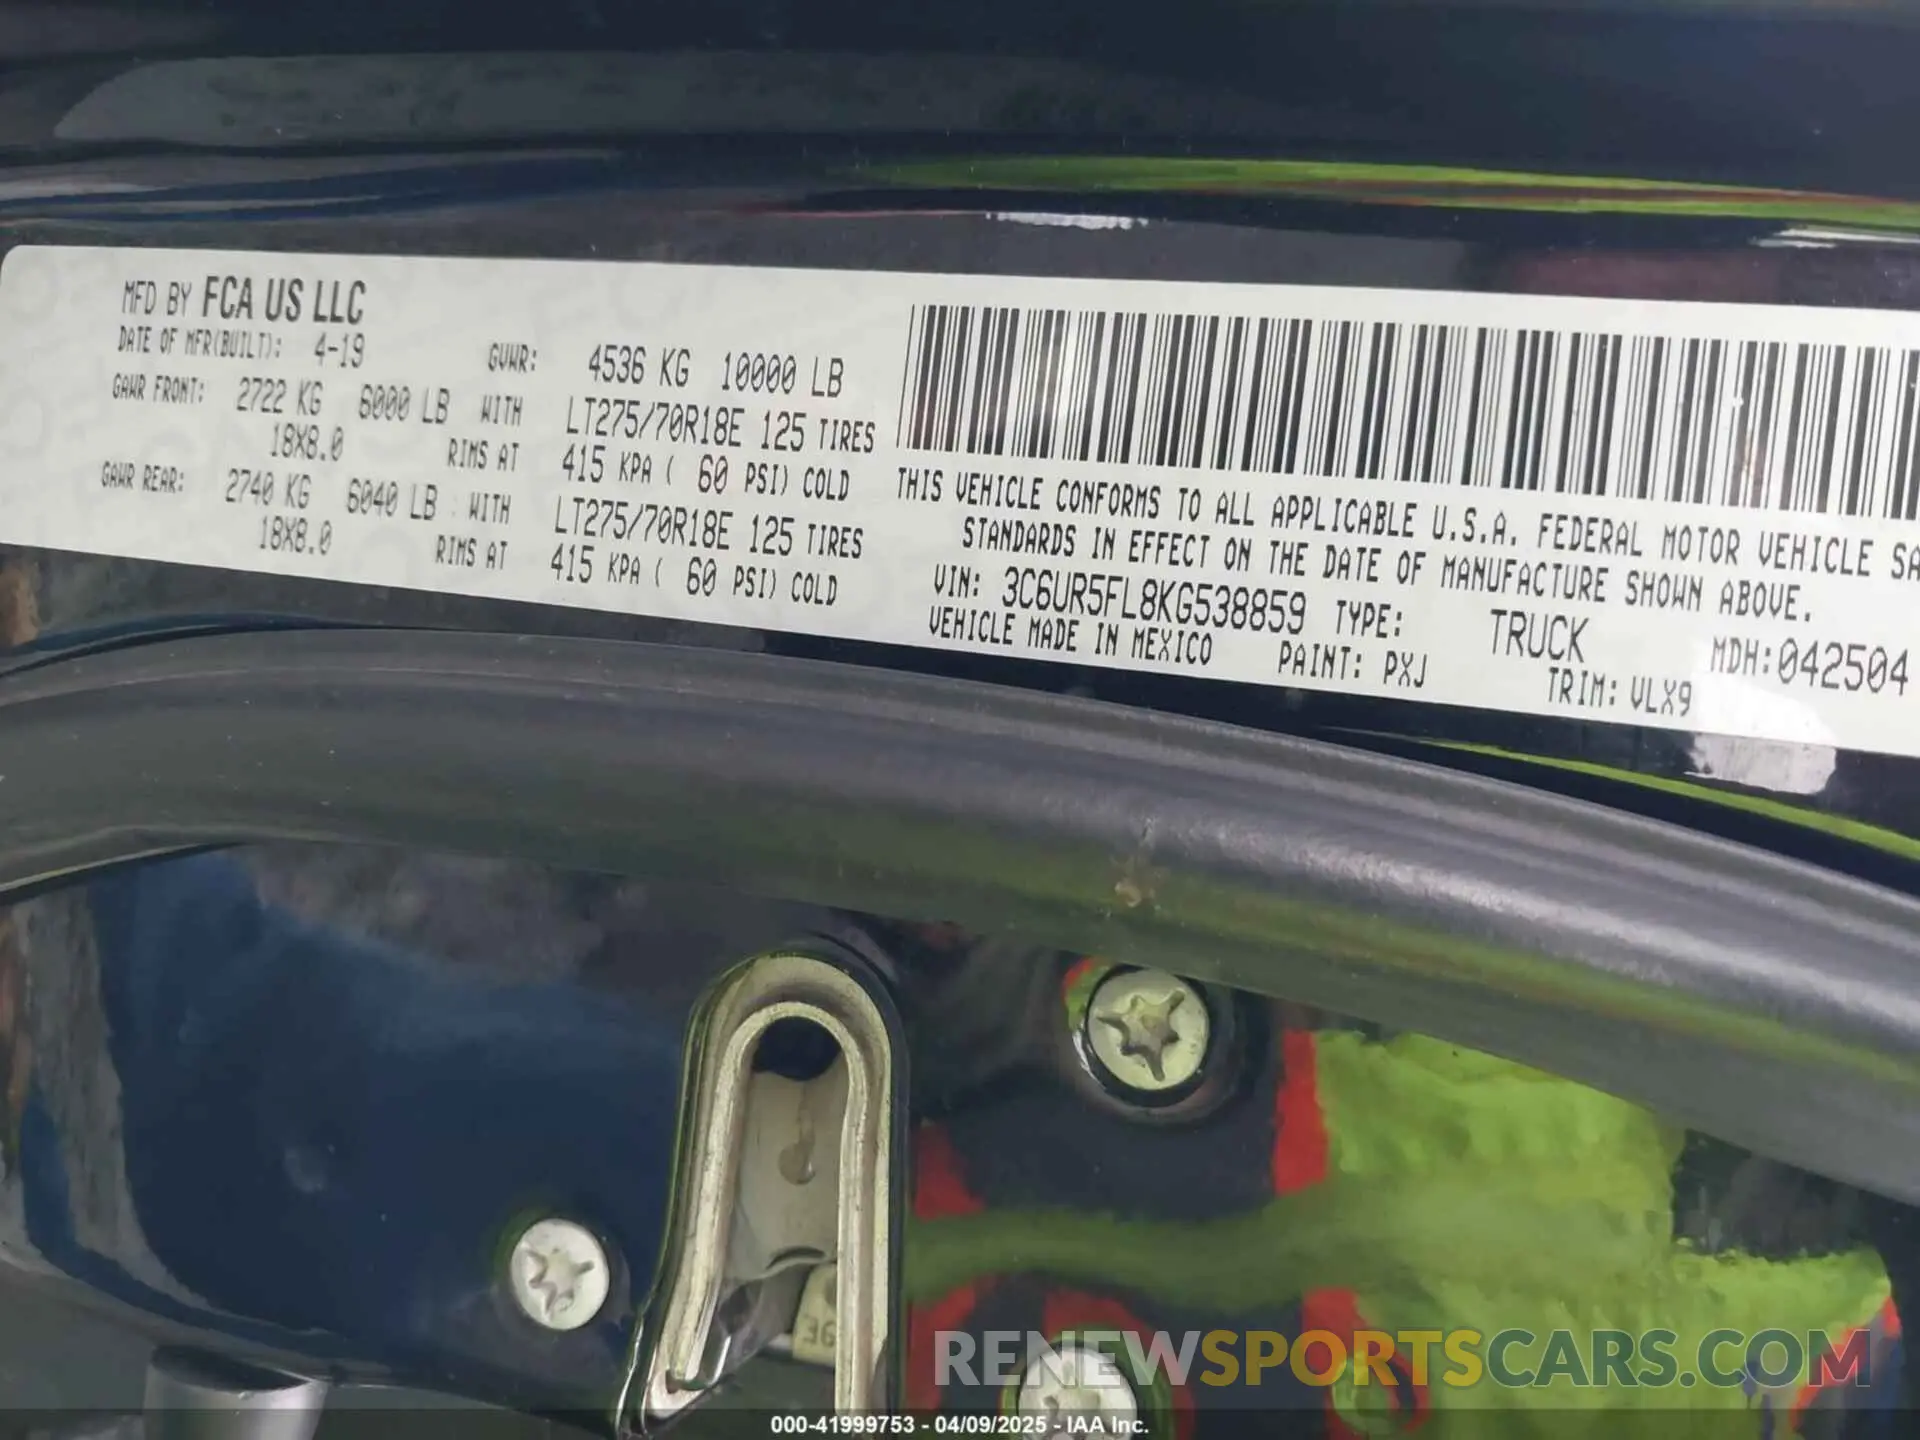 MFD BY FCA US LLC
DATE OF MFR(BUILT): 4-19 GVWR: 4536 KG 10000 LB
GAWR FRONT: 2722 KG 6000 LB WITH LT275/70R18E 125 TIRES
18X8.0 RIMS AT 415 KPA ( 60 PSI) COLD
GAWR REAR: 2740 KG 6040 LB WITH LT275/70R18E 125 TIRES
18X8.0 RIMS AT 415 KPA ( 60 PSI) COLD
THIS VEHICLE CONFORMS TO ALL APPLICABLE U.S.A. FEDERAL MOTOR VEHICLE SA
STANDARDS IN EFFECT ON THE DATE OF MANUFACTURE SHOWN ABOVE.
VIN: 3C6UR5FL8KG538859 TYPE: TRUCK MDH:042504
VEHICLE MADE IN MEXICO PAINT: PXJ TRIM: VLX9
36
RENEWSPORTSCARS.COM
000-41999753 - 04/09/2025 - IAA Inc.